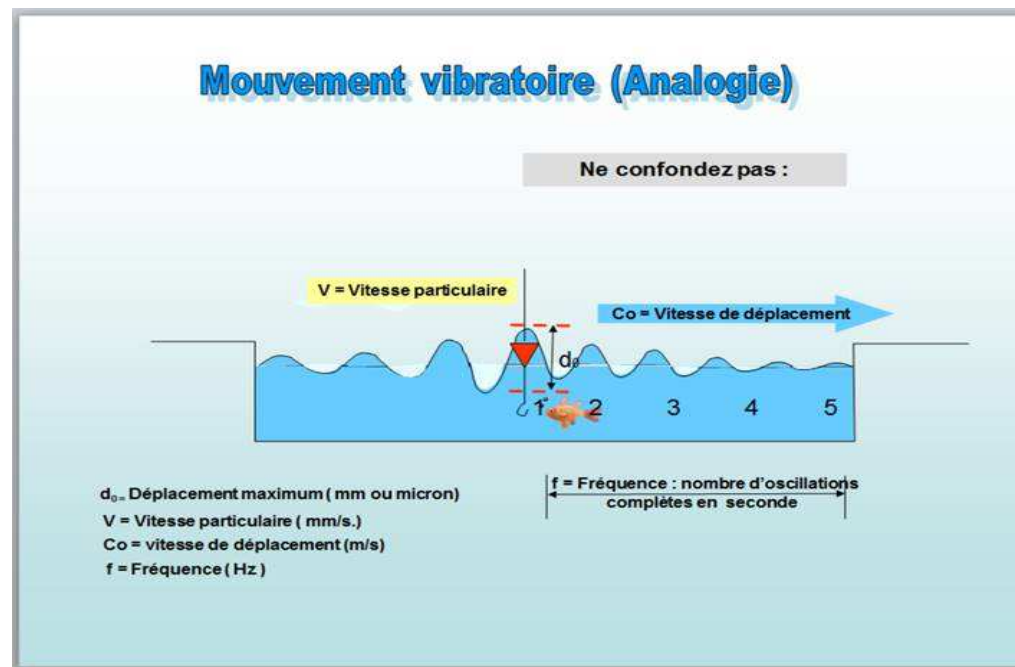 Mouvement vibratoire (Analogie)
Ne confondez pas :
V = Vitesse particulaire
Co = Vitesse de déplacement
d₀
1 2 3 4 5
f = Fréquence : nombre d'oscillations
complètes en seconde
d₀= Déplacement maximum ( mm ou micron)
V = Vitesse particulaire ( mm/s.)
Co = vitesse de déplacement (m/s)
f = Fréquence ( Hz )